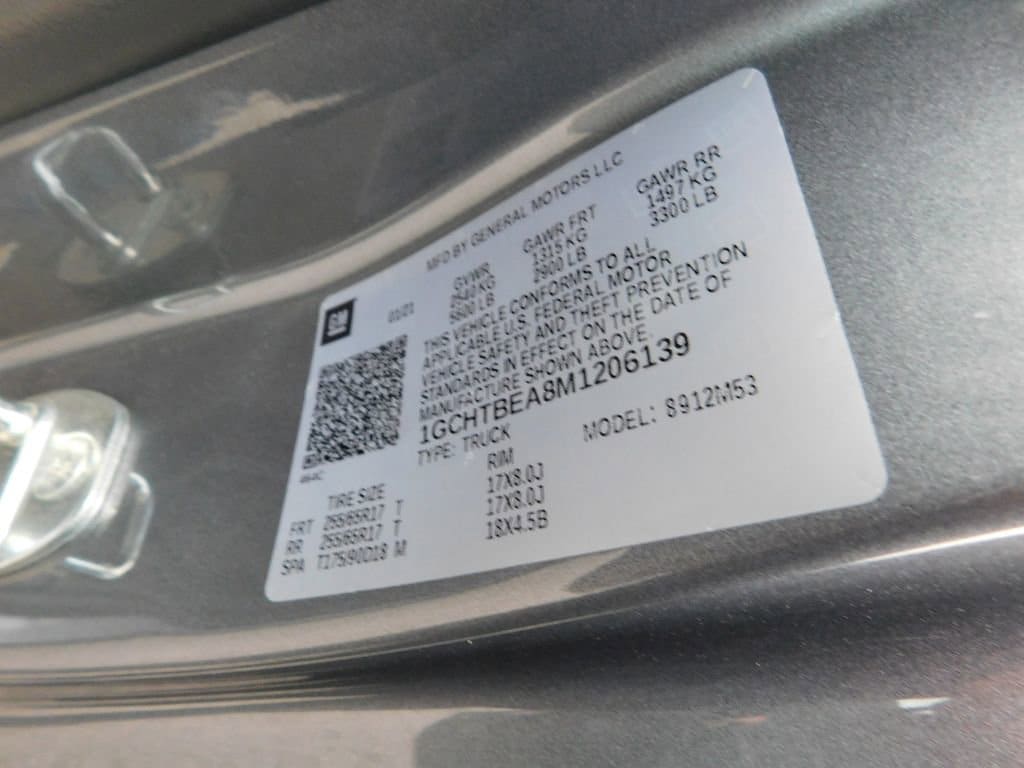 MFD BY GENERAL MOTORS LLC
GM
01/21
GVWR GAWR FRT GAWR RR
2540 KG 1315 KG 1497 KG
5600 LB 2900 LB 3300 LB
THIS VEHICLE CONFORMS TO ALL
APPLICABLE U.S. FEDERAL MOTOR
VEHICLE SAFETY AND THEFT PREVENTION
STANDARDS IN EFFECT ON THE DATE OF
MANUFACTURE SHOWN ABOVE.
1GCHTBEA8M1206139
TYPE: TRUCK MODEL: 8912M53
464C
TIRE SIZE RIM
FRT 255/65R17 T 17X8.0J
RR 255/65R17 T 17X8.0J
SPA T175/90D18 M 18X4.5B